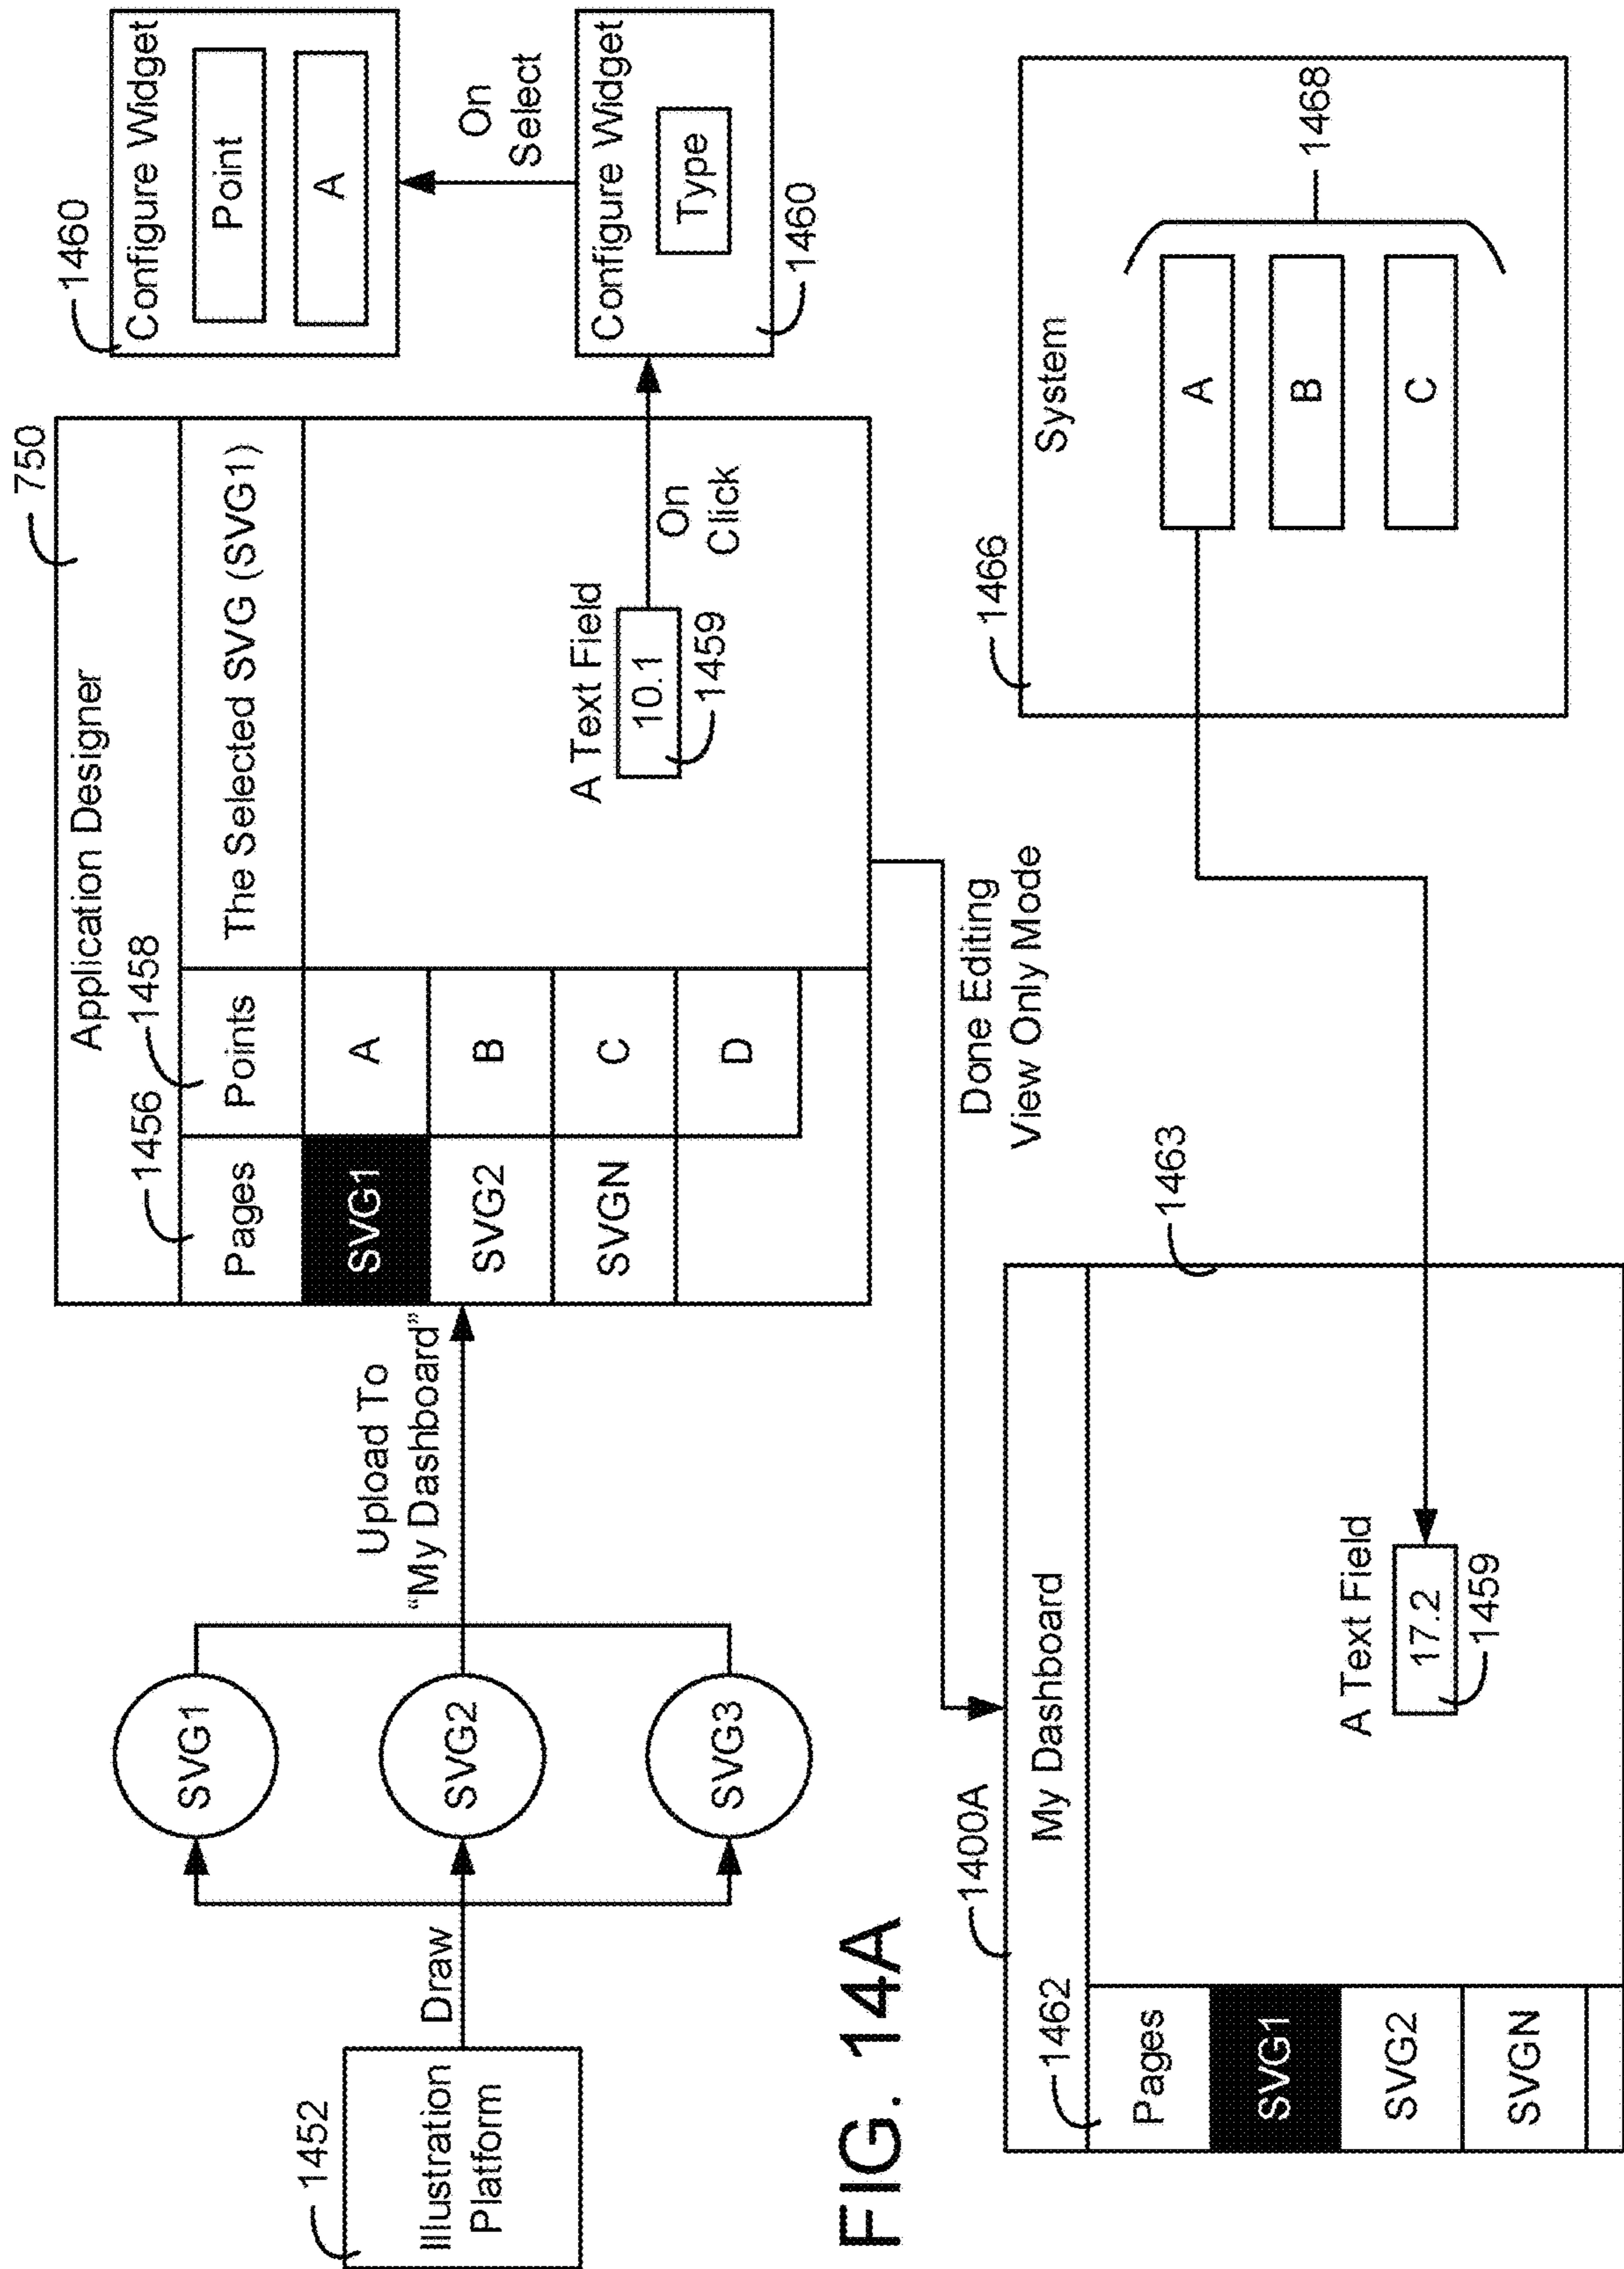 1452
Illustration
Platform
Draw
SVG1
SVG2
SVG3
Upload To
“My Dashboard”
750
Application Designer
1456
1458
Pages
Points
The Selected SVG (SVG1)
SVG1
A
SVG2
B
SVGN
C
D
A Text Field
10.1
1459
On
Click
1460
Configure Widget
Type
On
Select
1460
Configure Widget
Point
A
Done Editing
View Only Mode
FIG. 14A
1400A
1462
My Dashboard
1463
Pages
SVG1
SVG2
SVGN
A Text Field
17.2
1459
1466
System
A
B
C
1468